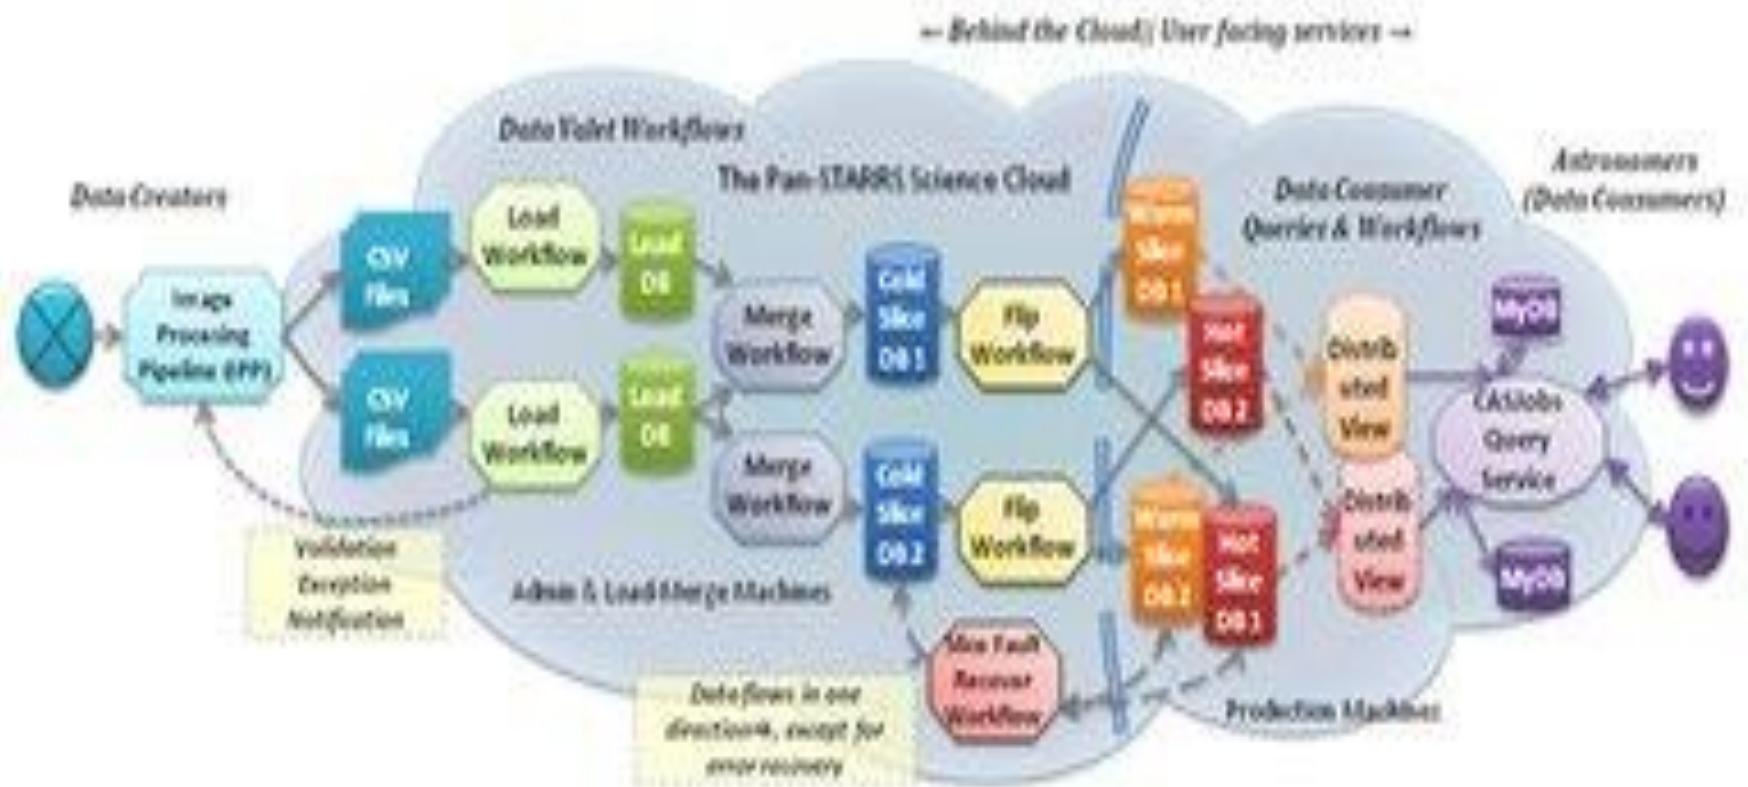 ← Behind the Cloud|| User facing services →
Data Valet Workflows
The Pan-STARRS Science Cloud
Data Creators
Astronomers
(Data Consumers)
Data Consumer
Queries & Workflows
Image
Procesing
Pipeline (IPP)
CSV
Files
CSV
Files
Load
Workflow
Load
Workflow
Load
DB
Load
DB
Merge
Workflow
Merge
Workflow
Cold
Slice
DB 1
Cold
Slice
DB 2
Flip
Workflow
Flip
Workflow
Warm
Slice
DB 1
Hot
Slice
DB 2
Warm
Slice
DB 2
Hot
Slice
DB 1
Distrib
uted
View
Distrib
uted
View
MyDB
CASJobs
Query
Service
MyDB
Validation
Exception
Notification
Admin & Load-Merge Machines
Slice Fault
Recover
Workflow
Data flows in one
direction→, except for
error recovery
Production Machines